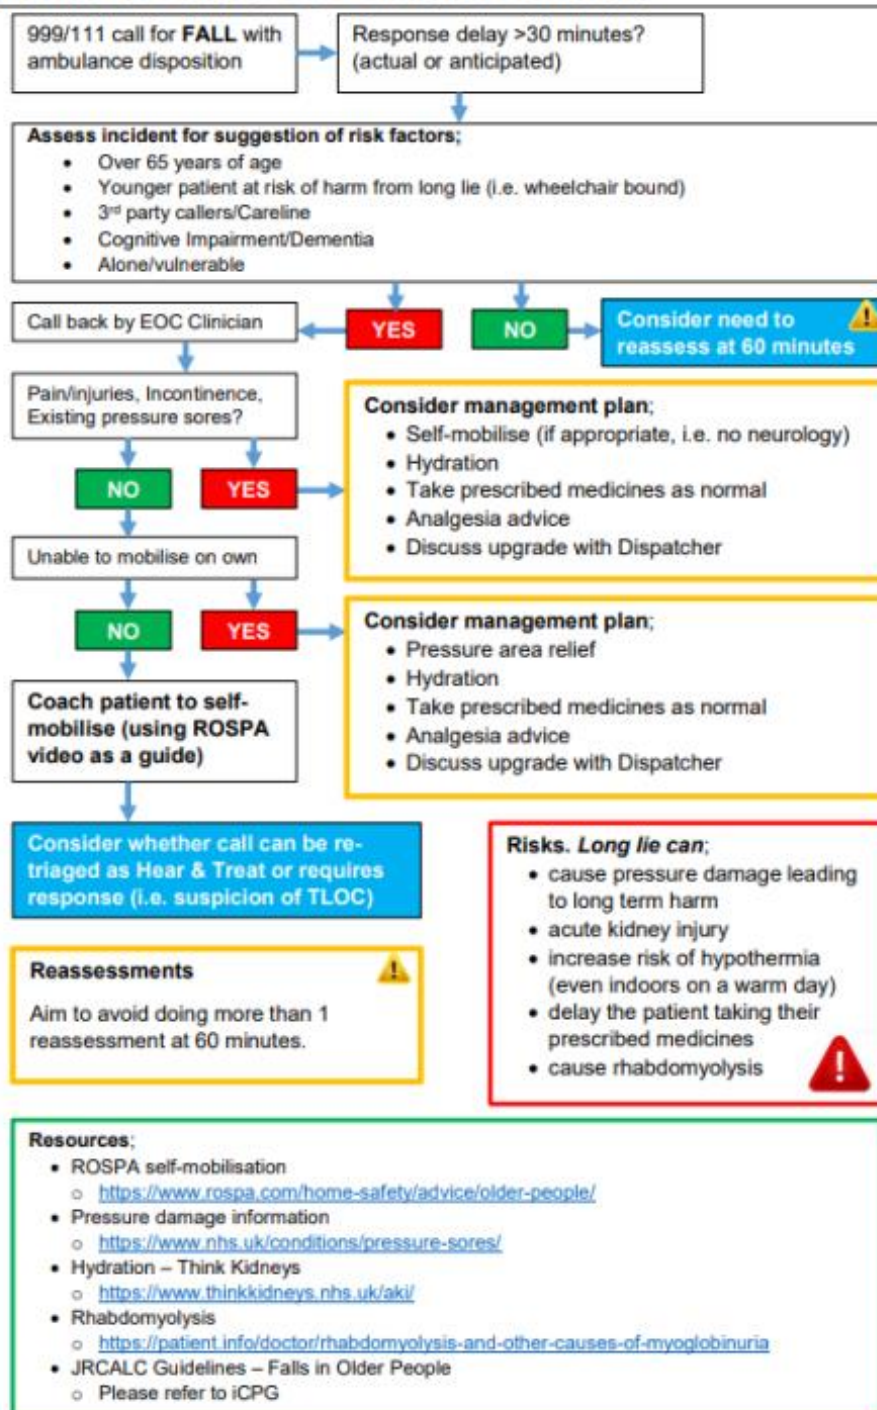 999/111 call for FALL with
ambulance disposition
Response delay >30 minutes?
(actual or anticipated)
Assess incident for suggestion of risk factors;
• Over 65 years of age
• Younger patient at risk of harm from long lie (i.e. wheelchair bound)
• 3rd party callers/Careline
• Cognitive Impairment/Dementia
• Alone/vulnerable
Call back by EOC Clinician
YES
NO
Consider need to
reassess at 60 minutes
Pain/injuries, Incontinence,
Existing pressure sores?
NO
YES
Consider management plan;
• Self-mobilise (if appropriate, i.e. no neurology)
• Hydration
• Take prescribed medicines as normal
• Analgesia advice
• Discuss upgrade with Dispatcher
Unable to mobilise on own
NO
YES
Consider management plan;
• Pressure area relief
• Hydration
• Take prescribed medicines as normal
• Analgesia advice
• Discuss upgrade with Dispatcher
Coach patient to self-
mobilise (using ROSPA
video as a guide)
Consider whether call can be re-
triaged as Hear & Treat or requires
response (i.e. suspicion of TLOC)
Risks. Long lie can;
• cause pressure damage leading
to long term harm
• acute kidney injury
• increase risk of hypothermia
(even indoors on a warm day)
• delay the patient taking their
prescribed medicines
• cause rhabdomyolysis
Reassessments
Aim to avoid doing more than 1
reassessment at 60 minutes.
Resources;
• ROSPA self-mobilisation
o https://www.rospa.com/home-safety/advice/older-people/
• Pressure damage information
o https://www.nhs.uk/conditions/pressure-sores/
• Hydration – Think Kidneys
o https://www.thinkkidneys.nhs.uk/aki/
• Rhabdomyolysis
o https://patient.info/doctor/rhabdomyolysis-and-other-causes-of-myoglobinuria
• JRCALC Guidelines – Falls in Older People
o Please refer to iCPG